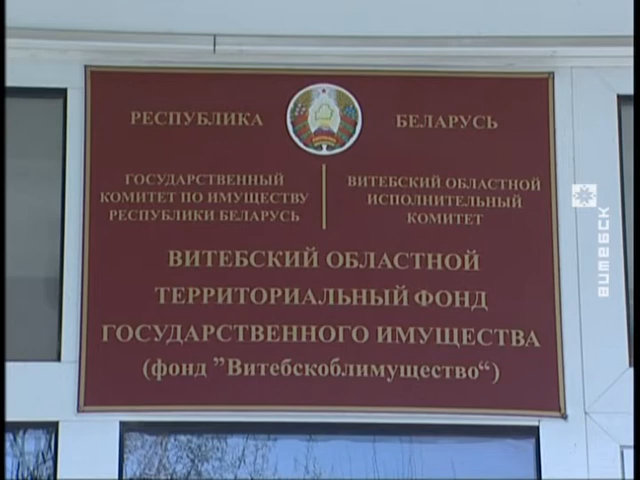 РЕСПУБЛИКА БЕЛАРУСЬ
ГОСУДАРСТВЕННЫЙ
КОМИТЕТ ПО ИМУЩЕСТВУ
РЕСПУБЛИКИ БЕЛАРУСЬ
ВИТЕБСКИЙ ОБЛАСТНОЙ
ИСПОЛНИТЕЛЬНЫЙ
КОМИТЕТ
ВИТЕБСКИЙ ОБЛАСТНОЙ
ТЕРРИТОРИАЛЬНЫЙ ФОНД
ГОСУДАРСТВЕННОГО ИМУЩЕСТВА
(фонд ”Витебскоблимущество“)
ВИТЕБСК